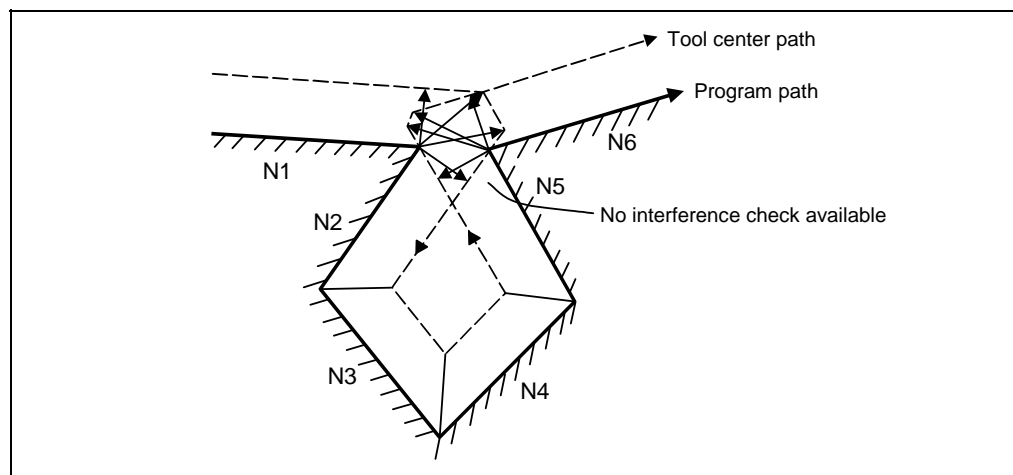 Tool center path
Program path
N6
N1
N5
N2
No interference check available
N3
N4